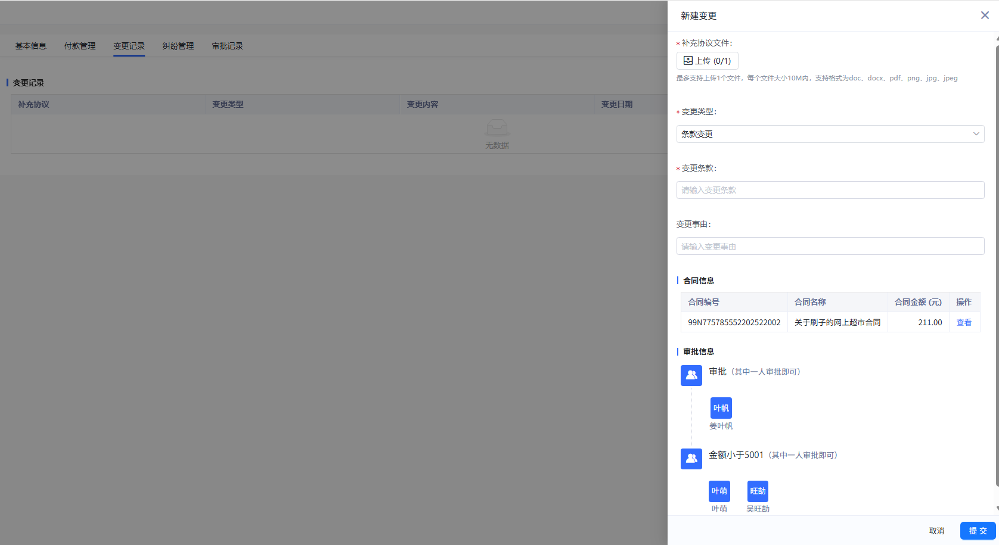 新建变更
基本信息 付款管理 变更记录 纠纷管理 审批记录
变更记录
补充协议 变更类型 变更内容 变更日期
无数据
* 补充协议文件:
上传 (0/1)
最多支持上传1个文件，每个文件大小10M内，支持格式为doc、docx、pdf、png、jpg、jpeg
* 变更类型:
条款变更
* 变更条款:
请输入变更条款
变更事由:
请输入变更事由
合同信息
合同编号 合同名称 合同金额 (元) 操作
99N775785552202522002 关于刷子的网上超市合同 211.00 查看
审批信息
审批（其中一人审批即可）
叶帆
姜叶帆
金额小于5001（其中一人审批即可）
叶萌 旺劼
叶萌 吴旺劼
取消 提交